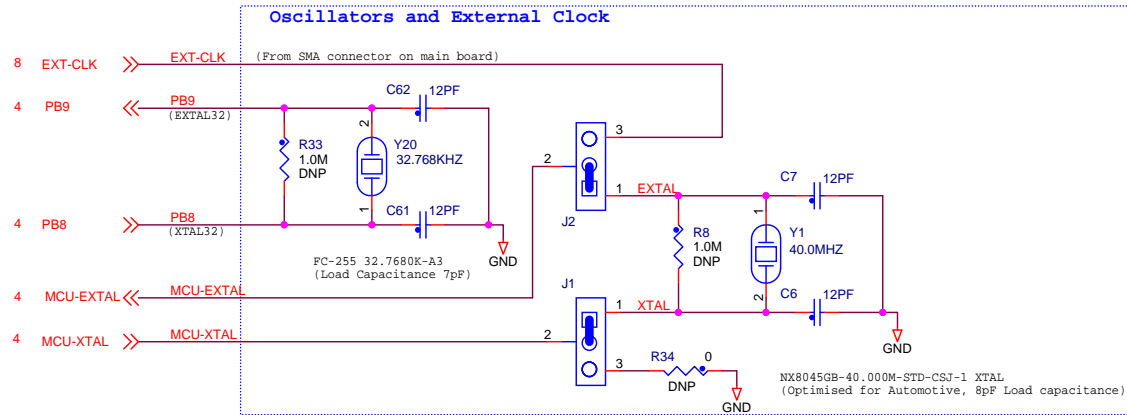 Oscillators and External Clock
8 EXT-CLK EXT-CLK (From SMA connector on main board)
4 PB9 PB9
(EXTAL32)
C62 12PF
R33
1.0M
DNP
2
Y20
32.768KHZ
1
3
2
1
J2
EXTAL
C7 12PF
4 PB8 PB8
(XTAL32)
C61 12PF
GND
FC-255 32.7680K-A3
(Load Capacitance 7pF)
R8
1.0M
DNP
1
Y1
40.0MHZ
2
4 MCU-EXTAL MCU-EXTAL
J1
1
XTAL
C6 12PF
4 MCU-XTAL MCU-XTAL
2
3
R34 0
DNP
GND
GND
NX8045GB-40.000M-STD-CSJ-1 XTAL
(Optimised for Automotive, 8pF Load capacitance)